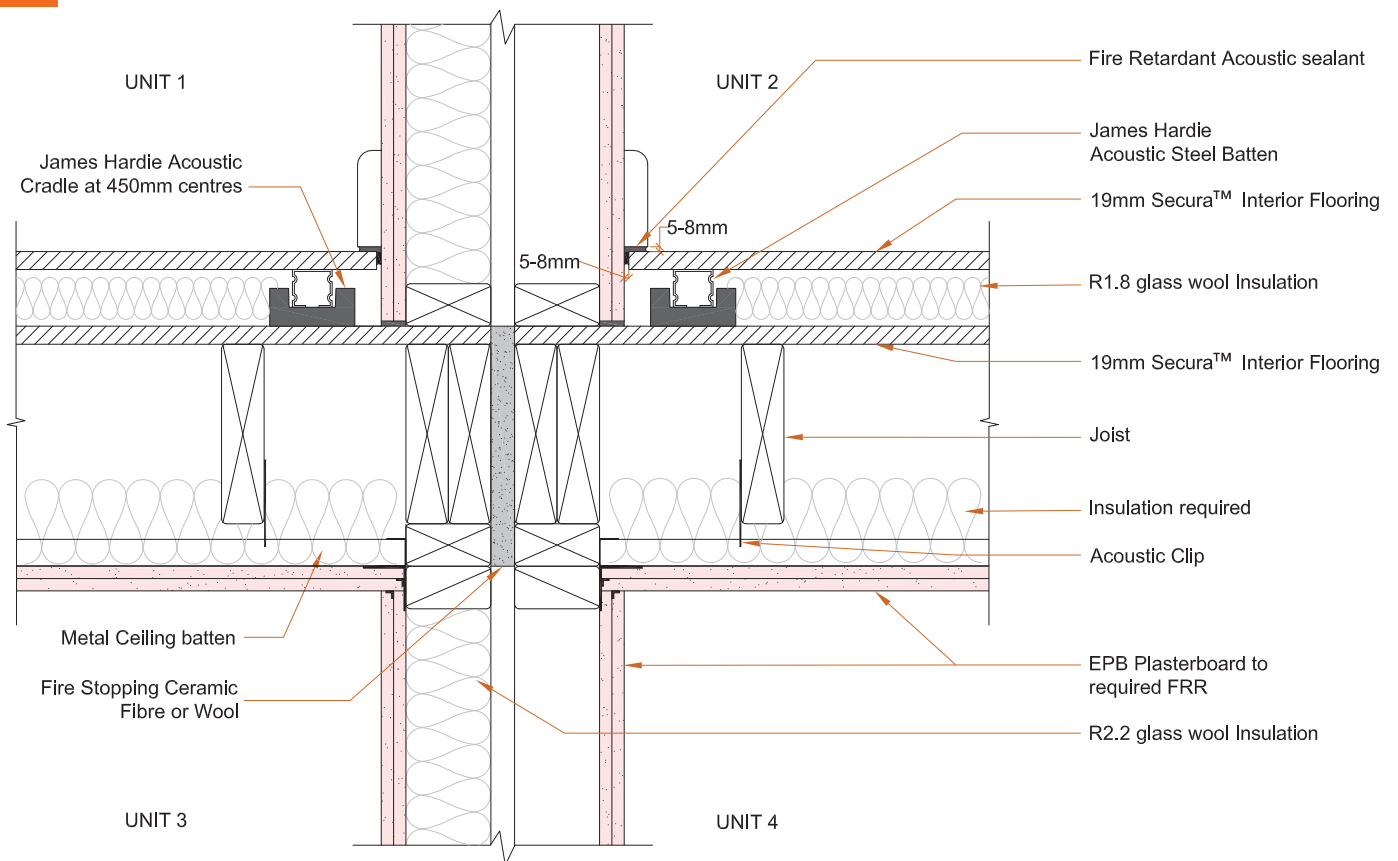 UNIT 1
UNIT 2
Fire Retardant Acoustic sealant
James Hardie
Acoustic Steel Batten
James Hardie Acoustic
Cradle at 450mm centres
19mm Secura™ Interior Flooring
5-8mm
5-8mm
R1.8 glass wool Insulation
19mm Secura™ Interior Flooring
Joist
Insulation required
Acoustic Clip
Metal Ceiling batten
EPB Plasterboard to
required FRR
Fire Stopping Ceramic
Fibre or Wool
R2.2 glass wool Insulation
UNIT 3
UNIT 4